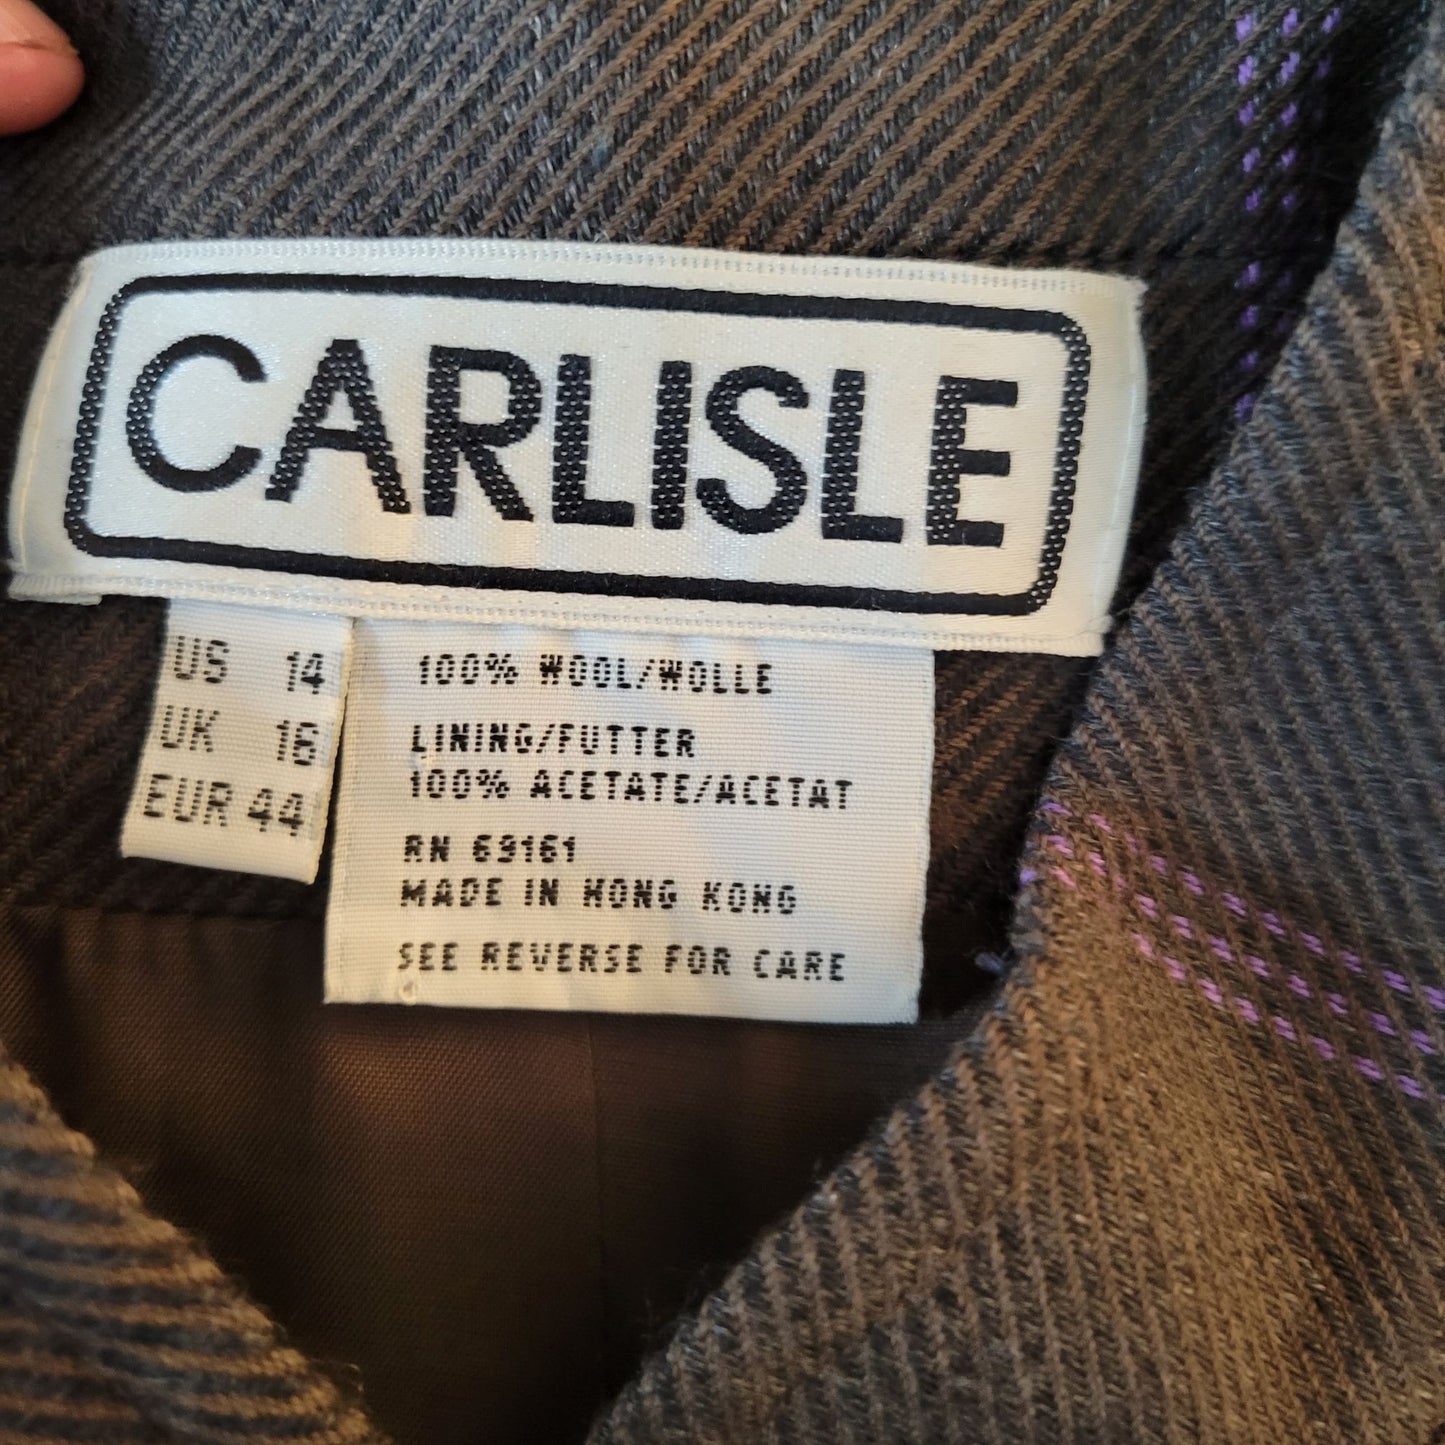 CARLISLE
US 14
UK 16
EUR 44
100% WOOL/WOLLE
LINING/FUTTER
100% ACETATE/ACETAT
RN 69161
MADE IN HONG KONG
SEE REVERSE FOR CARE